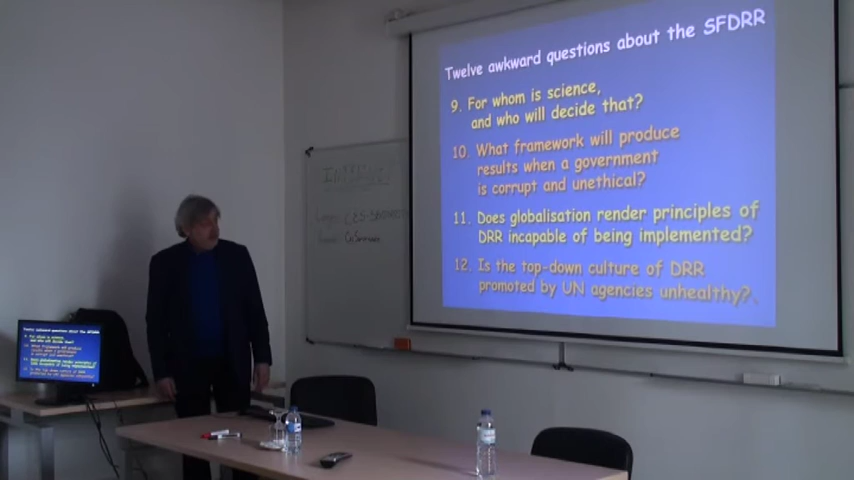 Twelve awkward questions about the SFDRR
9. For whom is science,
and who will decide that?
10. What framework will produce
results when a government
is corrupt and unethical?
11. Does globalisation render principles of
DRR incapable of being implemented?
12. Is the top-down culture of DRR
promoted by UN agencies unhealthy?